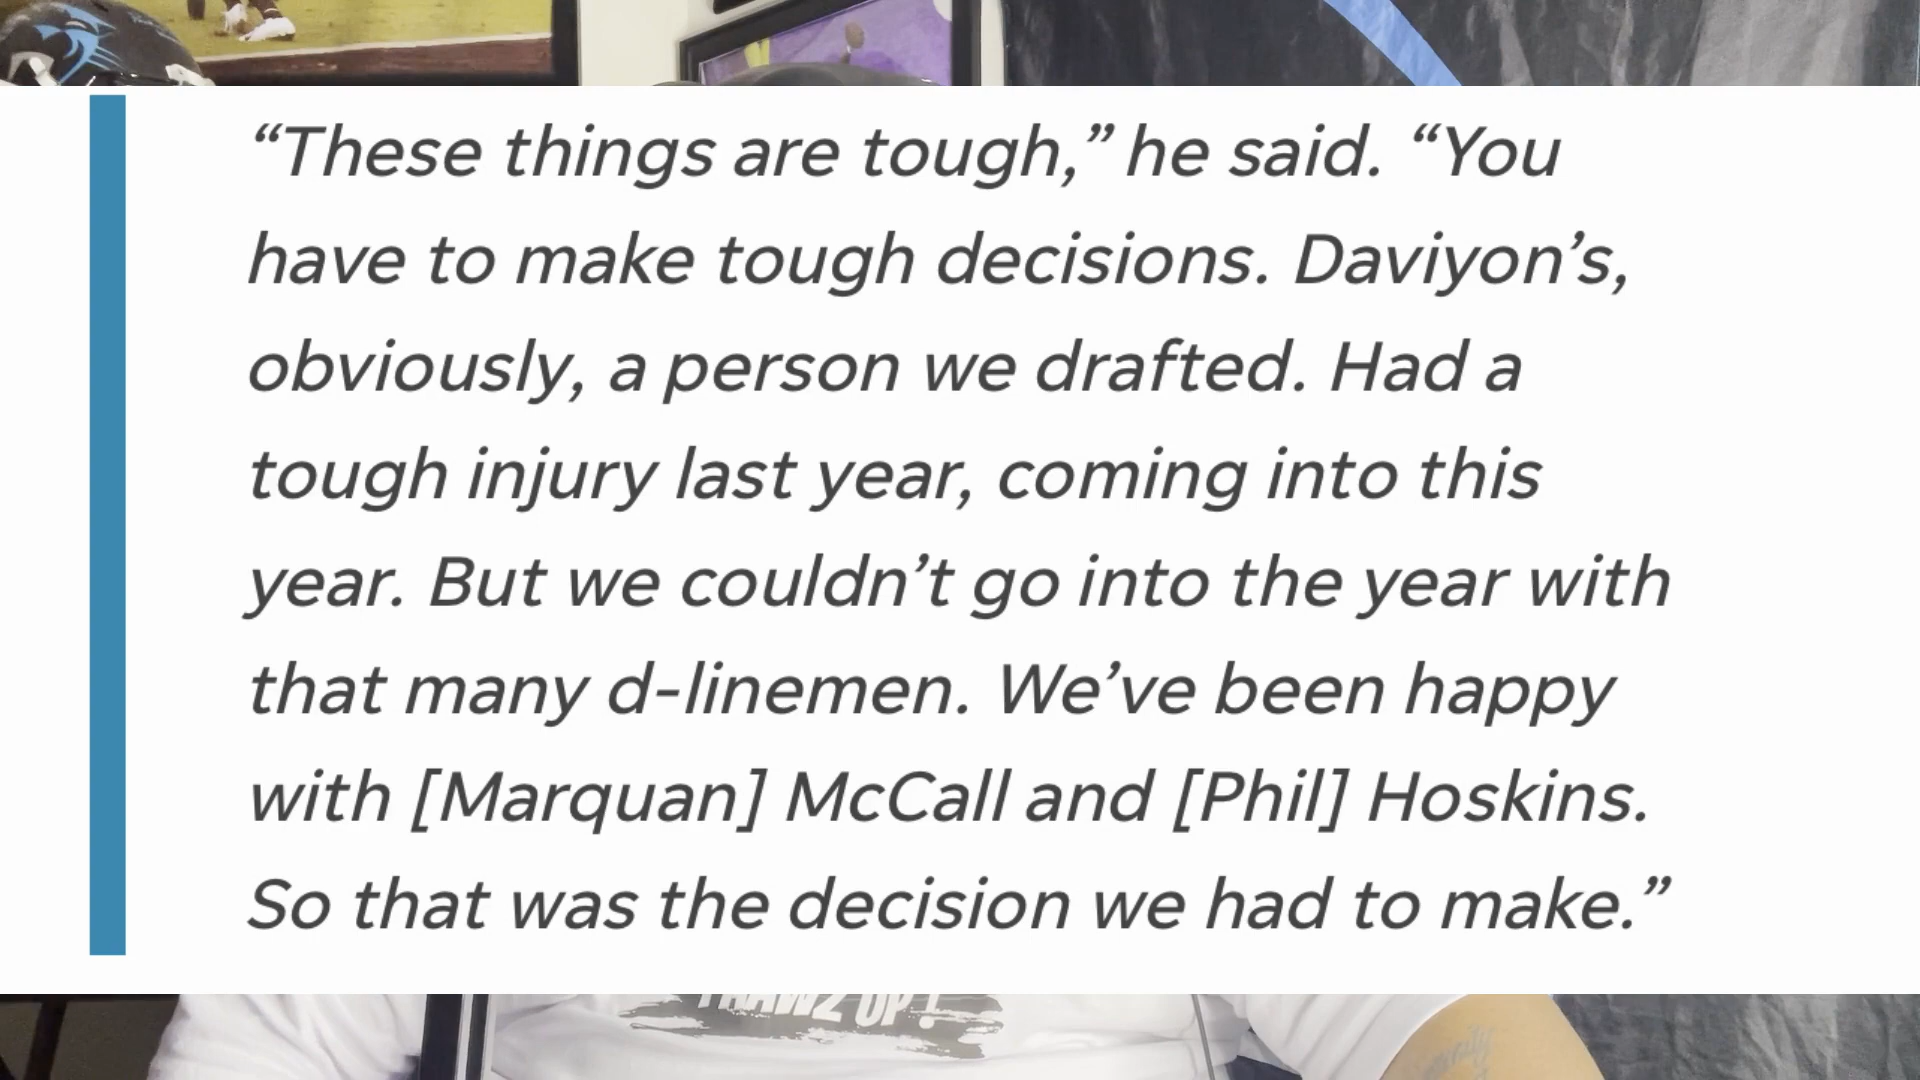 “These things are tough,” he said. “You
have to make tough decisions. Daviyon’s,
obviously, a person we drafted. Had a
tough injury last year, coming into this
year. But we couldn’t go into the year with
that many d-linemen. We’ve been happy
with [Marquan] McCall and [Phil] Hoskins.
So that was the decision we had to make.”
UP!